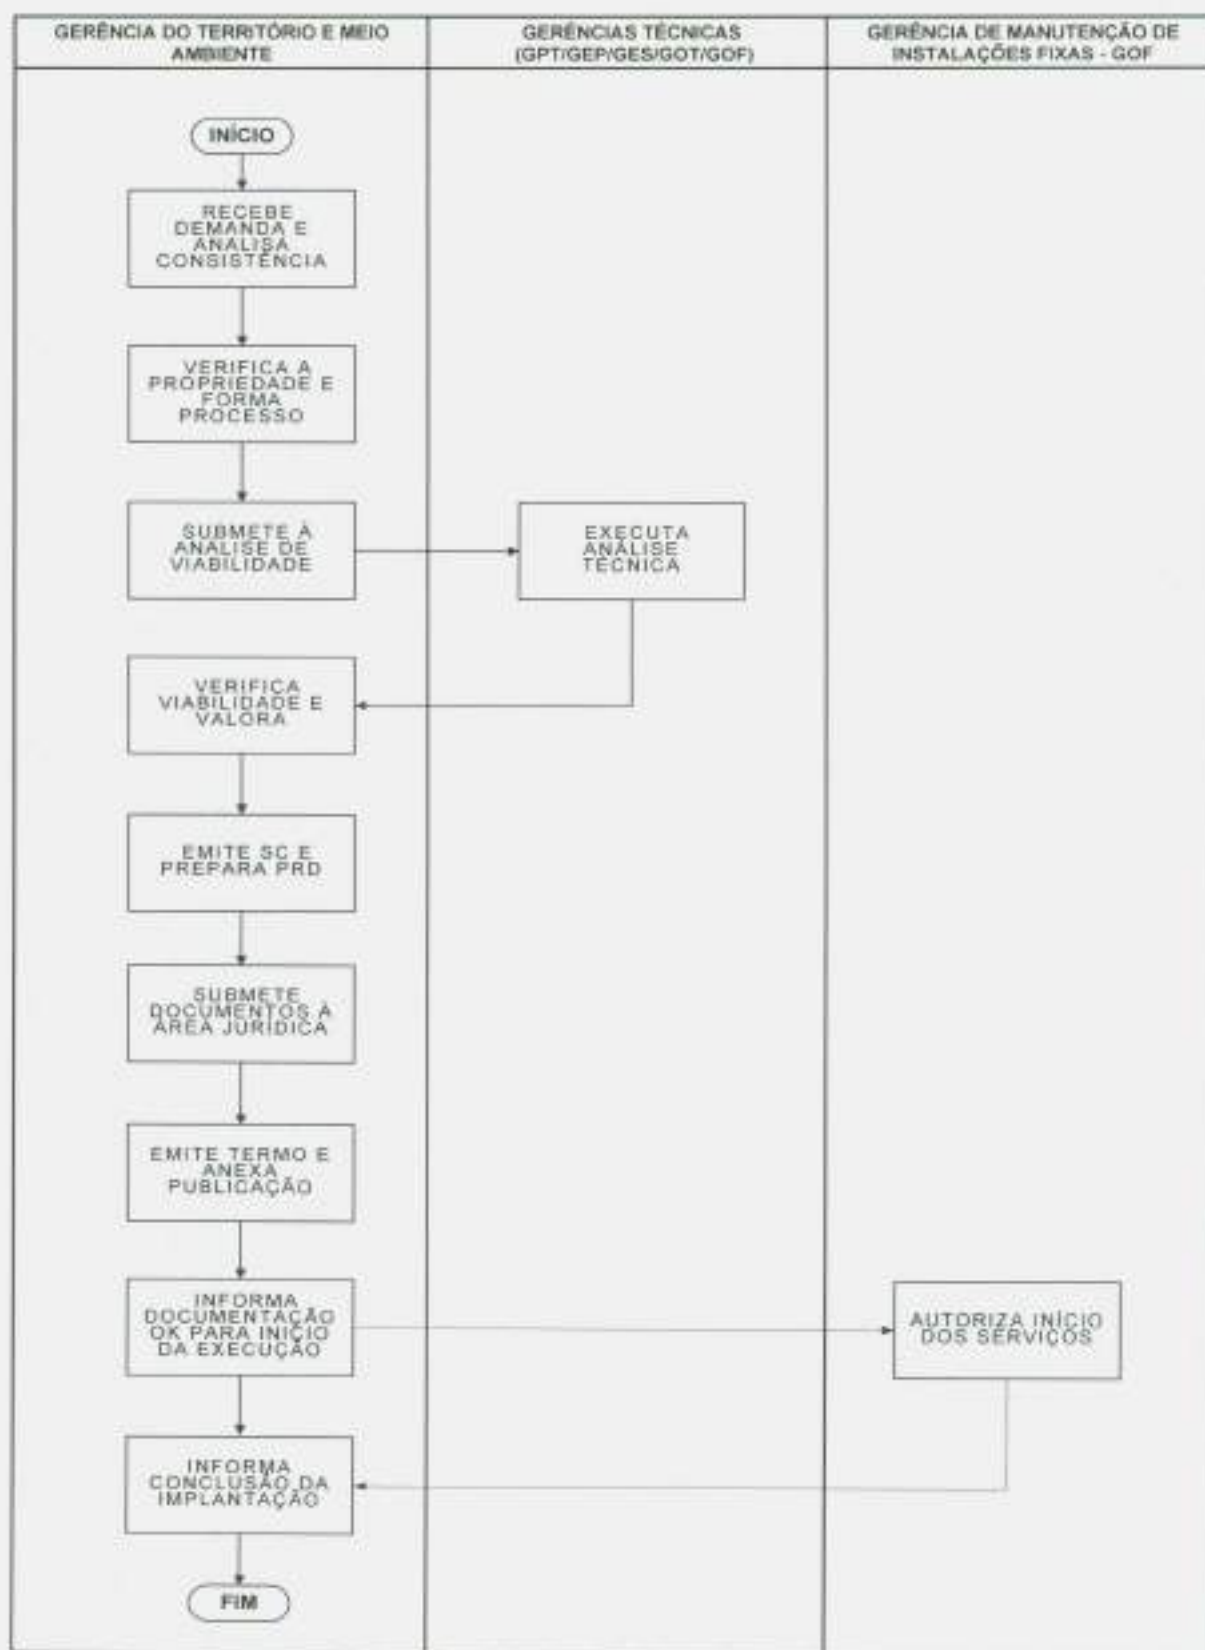 GERÊNCIA DO TERRITÓRIO E MEIO
AMBIENTE
GERÊNCIAS TÉCNICAS
(GPT/GEP/GES/GOT/GOF)
GERÊNCIA DE MANUTENÇÃO DE
INSTALAÇÕES FIXAS - GOF
INÍCIO
RECEBE
DEMANDA E
ANALISA
CONSISTÊNCIA
VERIFICA A
PROPRIEDADE E
FORMA
PROCESSO
SUBMETE À
ANALISE DE
VIABILIDADE
EXECUTA
ANÁLISE
TÉCNICA
VERIFICA
VIABILIDADE E
VALORA
EMITE SC E
PREPARA PRD
SUBMETE
DOCUMENTOS À
ÁREA JURÍDICA
EMITE TERMO E
ANEXA
PUBLICAÇÃO
INFORMA
DOCUMENTAÇÃO
OK PARA INÍCIO
DA EXECUÇÃO
AUTORIZA INÍCIO
DOS SERVIÇOS
INFORMA
CONCLUSÃO DA
IMPLANTAÇÃO
FIM